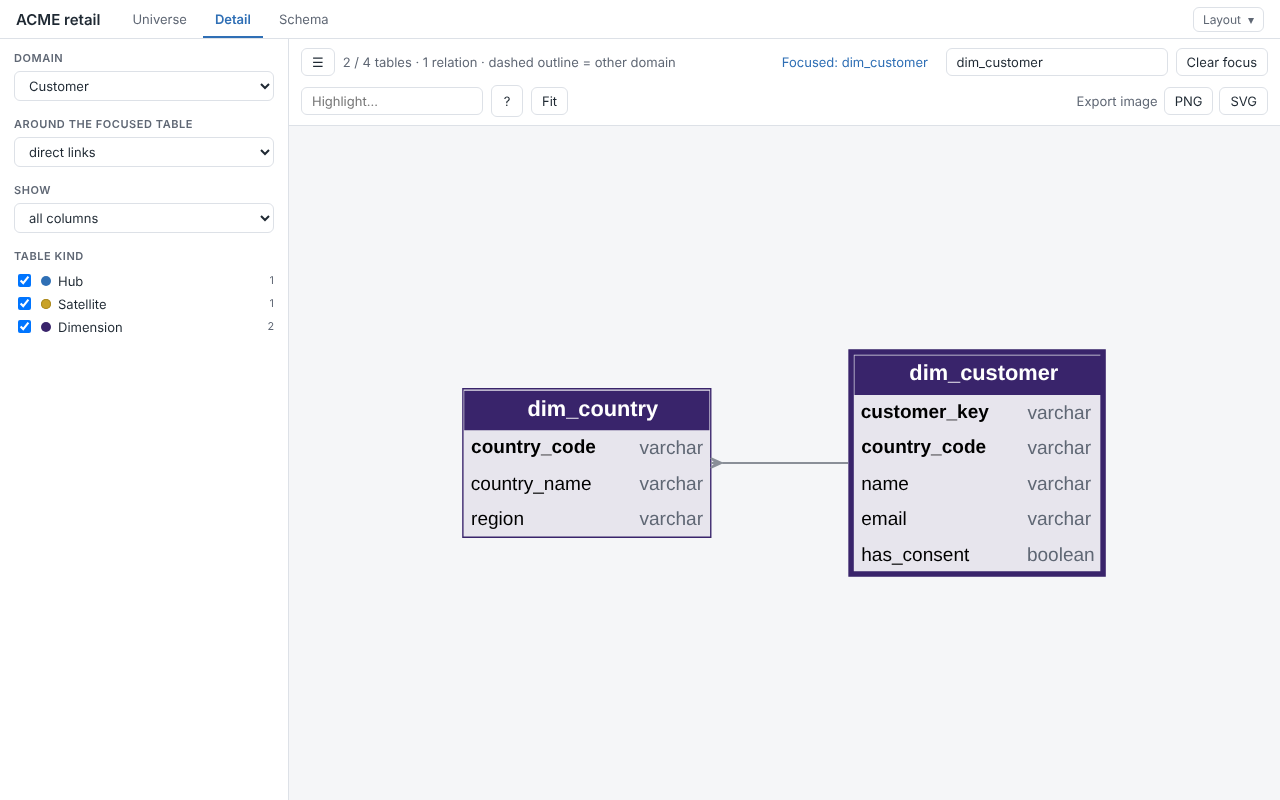 ACME retail
Universe
Detail
Schema
Layout ▾
DOMAIN
Customer
AROUND THE FOCUSED TABLE
direct links
SHOW
all columns
TABLE KIND
Hub 1
Satellite 1
Dimension 2
☰ 2 / 4 tables · 1 relation · dashed outline = other domain
Focused: dim_customer
dim_customer
Clear focus
Highlight...
?
Fit
Export image
PNG
SVG
dim_country
country_code varchar
country_name varchar
region varchar
dim_customer
customer_key varchar
country_code varchar
name varchar
email varchar
has_consent boolean